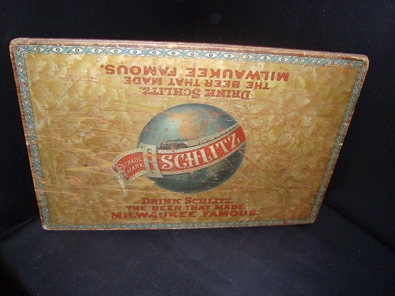 DRINK SCHLITZ
THE BEER THAT MADE
MILWAUKEE FAMOUS.
TRADE
MARK
SCHLITZ
DRINK SCHLITZ
THE BEER THAT MADE
MILWAUKEE FAMOUS.